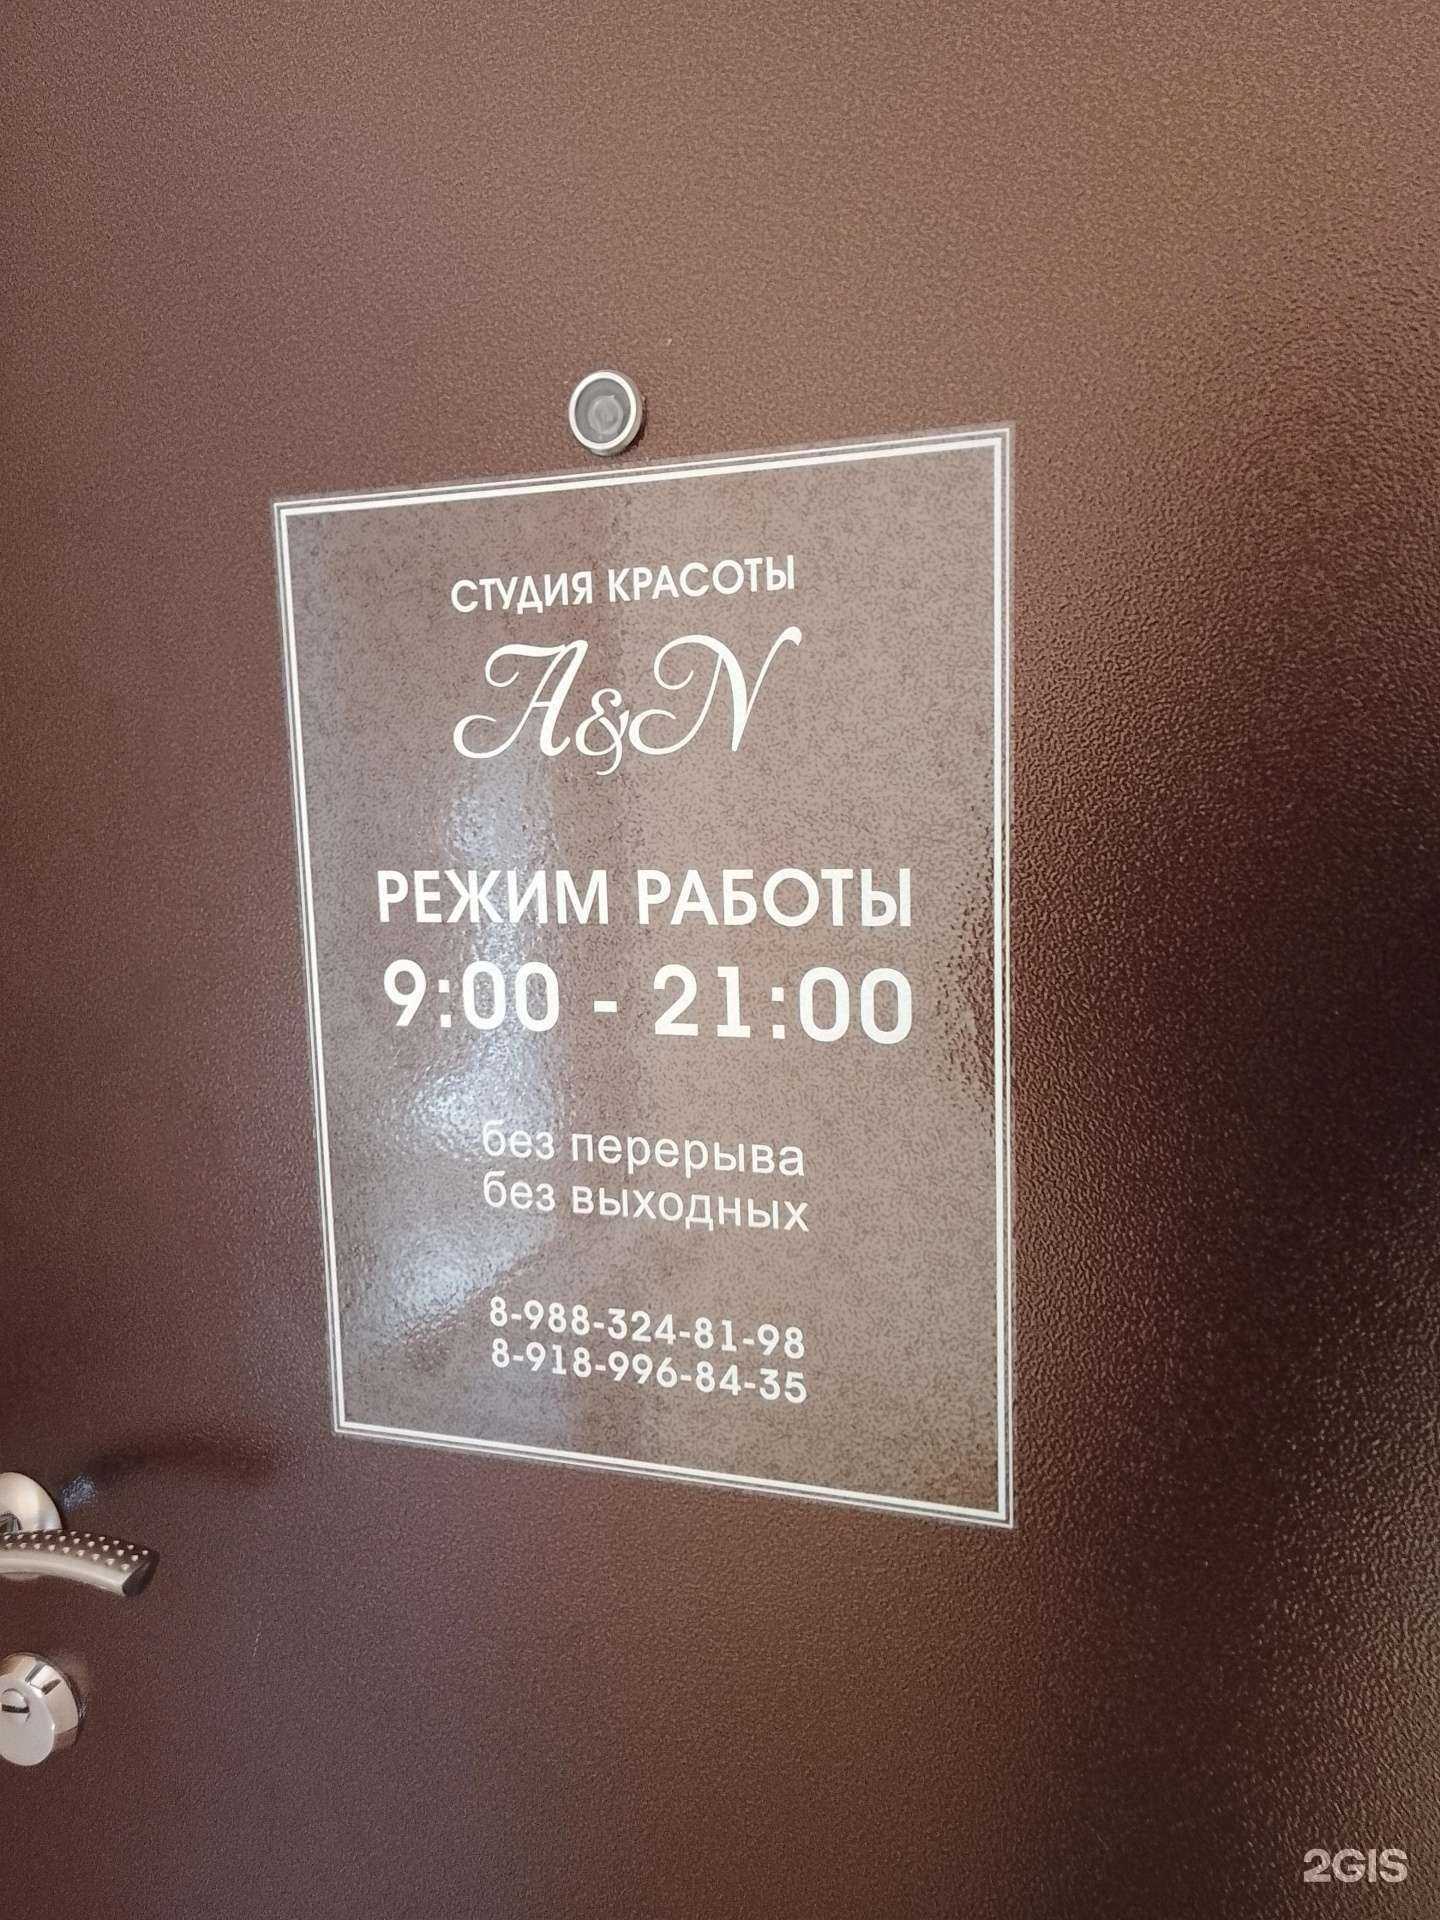 СТУДИЯ КРАСОТЫ
A&N
РЕЖИМ РАБОТЫ
9:00 - 21:00
без перерыва
без выходных
8-988-324-81-98
8-918-996-84-35
2GIS